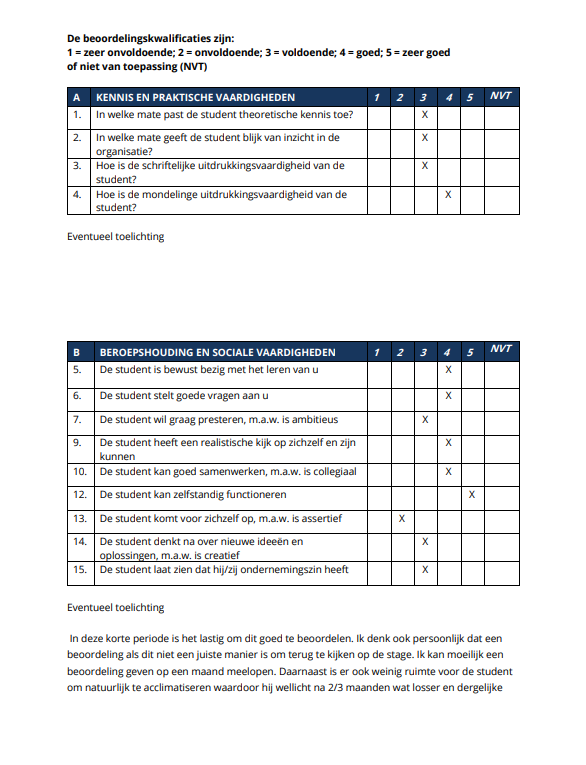 De beoordelingskwalificaties zijn:
1 = zeer onvoldoende; 2 = onvoldoende; 3 = voldoende; 4 = goed; 5 = zeer goed
of niet van toepassing (NVT)
A KENNIS EN PRAKTISCHE VAARDIGHEDEN 1 2 3 4 5 NVT
1. In welke mate past de student theoretische kennis toe? X
2. In welke mate geeft de student blijk van inzicht in de
organisatie? X
3. Hoe is de schriftelijke uitdrukkingsvaardigheid van de
student? X
4. Hoe is de mondelinge uitdrukkingsvaardigheid van de
student? X
Eventueel toelichting
B BEROEPSHOUDING EN SOCIALE VAARDIGHEDEN 1 2 3 4 5 NVT
5. De student is bewust bezig met het leren van u X
6. De student stelt goede vragen aan u X
7. De student wil graag presteren, m.a.w. is ambitieus X
9. De student heeft een realistische kijk op zichzelf en zijn
kunnen X
10. De student kan goed samenwerken, m.a.w. is collegiaal X
12. De student kan zelfstandig functioneren X
13. De student komt voor zichzelf op, m.a.w. is assertief X
14. De student denkt na over nieuwe ideeën en
oplossingen, m.a.w. is creatief X
15. De student laat zien dat hij/zij ondernemingszin heeft X
Eventueel toelichting
In deze korte periode is het lastig om dit goed te beoordelen. Ik denk ook persoonlijk dat een
beoordeling als dit niet een juiste manier is om terug te kijken op de stage. Ik kan moeilijk een
beoordeling geven op een maand meelopen. Daarnaast is er ook weinig ruimte voor de student
om natuurlijk te acclimatiseren waardoor hij wellicht na 2/3 maanden wat losser en dergelijke